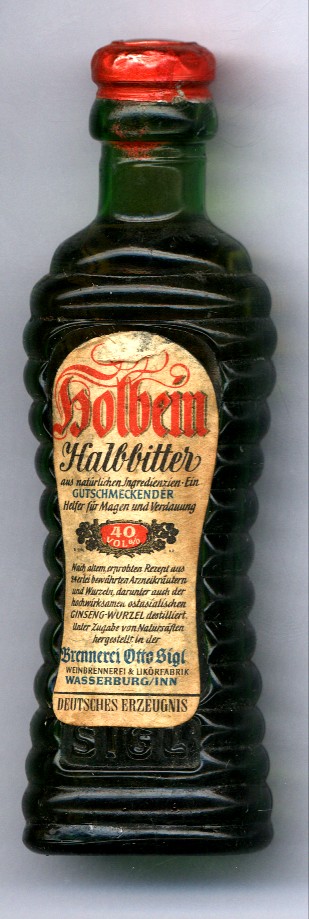 Holbein
Halbbitter
aus natürlichen Ingredienzien · Ein
GUTSCHMECKENDER
Helfer für Magen und Verdauung
40
VOL %
Nach altem, erprobten Rezept aus
bewährten Arzneikräutern
und Wurzeln, darunter auch der
hochwirksamen ostasiatischen
GINSENG-WURZEL destilliert.
Unter Zugabe von Natursäften
hergestellt in der
Brennerei Otto Sigl
WEINBRENNEREI & LIKÖRFABRIK
WASSERBURG/INN
DEUTSCHES ERZEUGNIS
SIGL